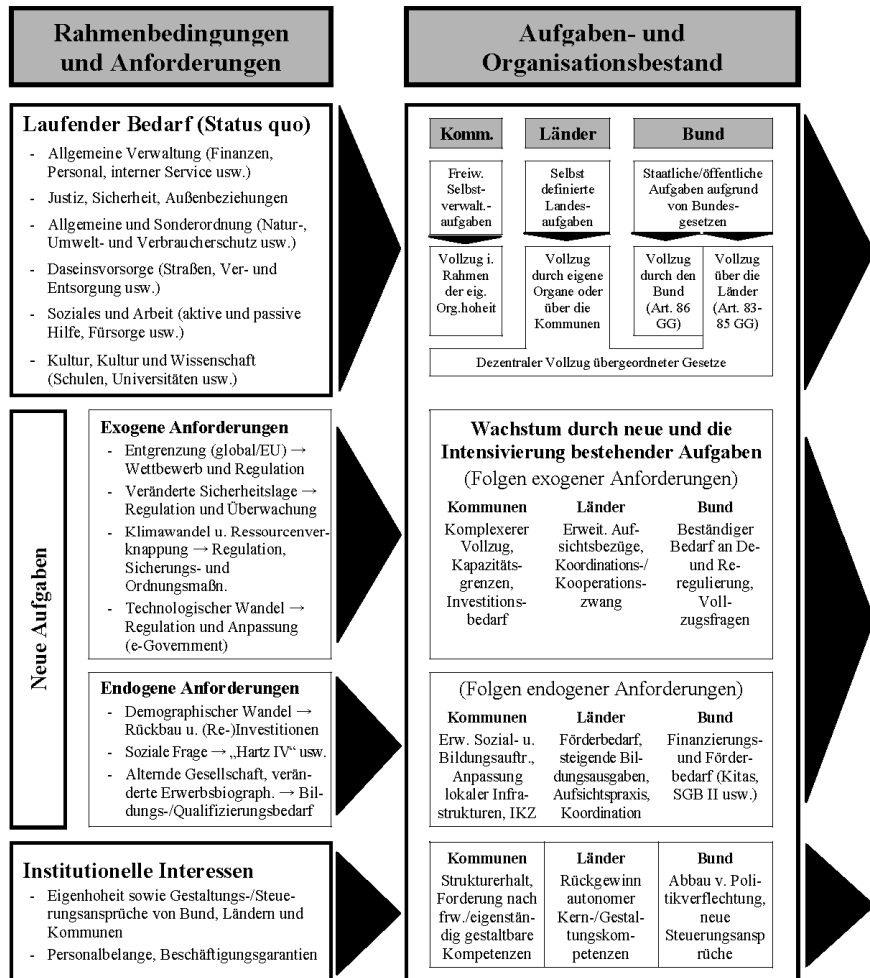 Rahmenbedingungen
und Anforderungen
Aufgaben- und
Organisationsbestand
Laufender Bedarf (Status quo)
- Allgemeine Verwaltung (Finanzen,
Personal, interner Service usw.)
- Justiz, Sicherheit, Außenbeziehungen
- Allgemeine und Sonderordnung (Natur-,
Umwelt- und Verbraucherschutz usw.)
- Daseinsvorsorge (Straßen, Ver- und
Entsorgung usw.)
- Soziales und Arbeit (aktive und passive
Hilfe, Fürsorge usw.)
- Kultur, Kultur und Wissenschaft
(Schulen, Universitäten usw.)
Komm.
Länder
Bund
Freiw.
Selbst-
verwalt.-
aufgaben
Selbst
definierte
Landes-
aufgaben
Staatliche/öffentliche
Aufgaben aufgrund
von Bundes-
gesetzen
Vollzug i.
Rahmen
der eig.
Org.hoheit
Vollzug
durch eigene
Organe oder
über die
Kommunen
Vollzug
durch den
Bund
(Art. 86
GG)
Vollzug
über die
Länder
(Art. 83-
85 GG)
Dezentraler Vollzug übergeordneter Gesetze
Neue Aufgaben
Exogene Anforderungen
- Entgrenzung (global/EU) →
Wettbewerb und Regulation
- Veränderte Sicherheitslage →
Regulation und Überwachung
- Klimawandel u. Ressourcenver-
knappung → Regulation,
Sicherungs- und
Ordnungsmaßn.
- Technologischer Wandel →
Regulation und Anpassung
(e-Government)
Wachstum durch neue und die
Intensivierung bestehender Aufgaben
(Folgen exogener Anforderungen)
Kommunen
Komplexerer
Vollzug,
Kapazitäts-
grenzen,
Investitions-
bedarf
Länder
Erweit. Auf-
sichtsbezüge,
Koordinations-/
Kooperations-
zwang
Bund
Beständiger
Bedarf an De-
und Re-
regulierung,
Voll-
zugsfragen
Endogene Anforderungen
- Demographischer Wandel →
Rückbau u. (Re-)Investitionen
- Soziale Frage → „Hartz IV“ usw.
- Alternde Gesellschaft, verän-
derte Erwerbsbiograph. → Bil-
dungs-/Qualifizierungsbedarf
(Folgen endogener Anforderungen)
Kommunen
Erw. Sozial- u.
Bildungsauftr.,
Anpassung
lokaler Infra-
strukturen, IKZ
Länder
Förderbedarf,
steigende Bil-
dungsausgaben,
Aufsichtspraxis,
Koordination
Bund
Finanzierungs-
und Förder-
bedarf (Kitas,
SGB II usw.)
Institutionelle Interessen
- Eigenhoheit sowie Gestaltungs-/Steue-
rungsansprüche von Bund, Ländern und
Kommunen
- Personalbelange, Beschäftigungsgarantien
Kommunen
Strukturerhalt,
Forderung nach
frw./eigenstän-
dig gestaltbare
Kompetenzen
Länder
Rückgewinn
autonomer
Kern-/Gestal-
tungskom-
petenzen
Bund
Abbau v. Poli-
tikverflechtung,
neue
Steuerungsansp
rüche